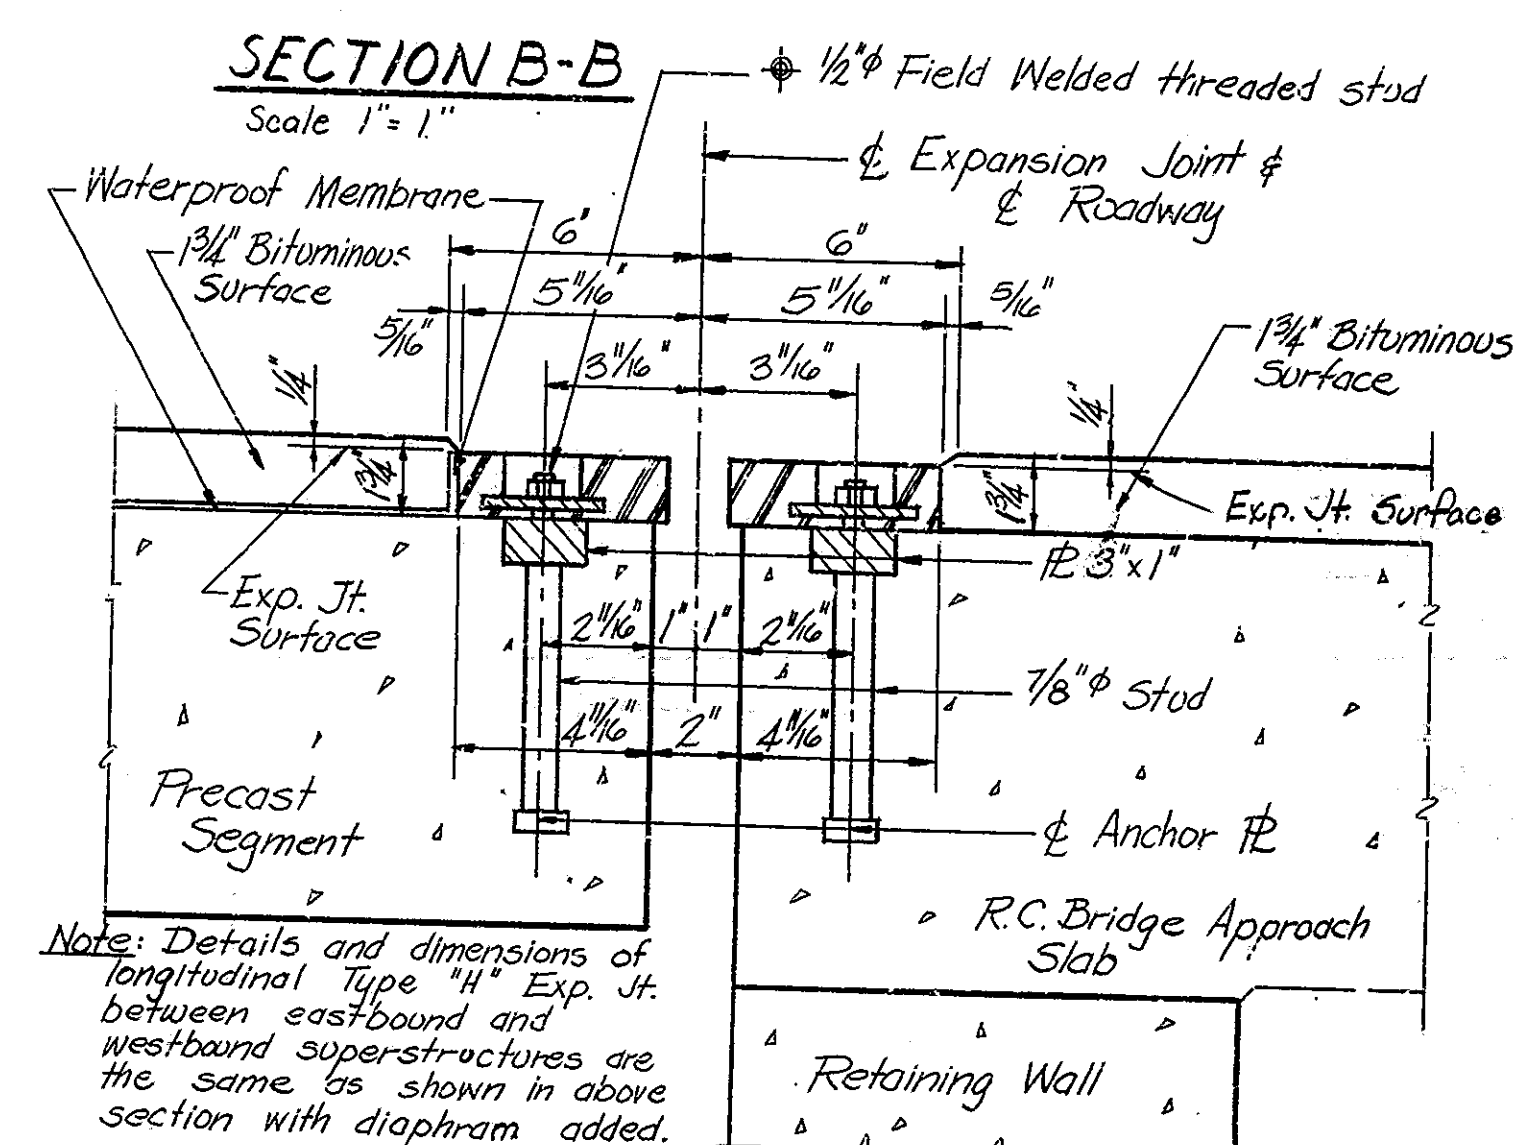 SECTION B-B
Scale 1"= 1"
⌖ 1/2"ϕ Field Welded threaded stud
℄ Expansion Joint &
℄ Roadway
Waterproof Membrane
1 3/4" Bituminous
Surface
6"
6"
5 11/16"
5 11/16"
5/16"
5/16"
3 11/16"
3 11/16"
1/4"
1/4"
1 3/4" Bituminous
Surface
1 3/4"
1 3/4"
Exp. Jt. Surface
Exp. Jt.
Surface
℄ 3"x1"
2 11/16"
1"
1"
2 11/16"
7/8"ϕ Stud
4 11/16"
2"
4 11/16"
Precast
Segment
℄ Anchor PL
R.C. Bridge Approach
Slab
Note: Details and dimensions of
longitudinal Type "H" Exp. Jt.
between eastbound and
westbound superstructures are
the same as shown in above
section with diaphram added.
Retaining Wall